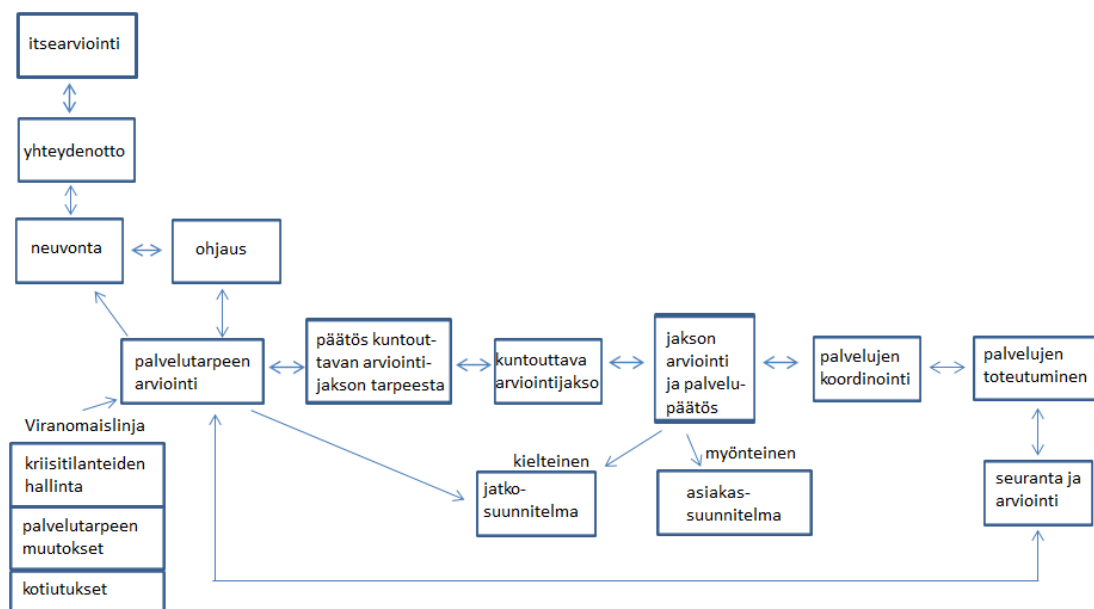 itsearviointi
yhteydenotto
neuvonta
ohjaus
palvelutarpeen
arviointi
päätös kuntout-
tavan arviointi-
jakson tarpeesta
kuntouttava
arviointijakso
jakson
arviointi
ja palvelu-
päätös
palvelujen
koordinointi
palvelujen
toteutuminen
Viranomaislinja
kriisitilanteiden
hallinta
palvelutarpeen
muutokset
kotiutukset
kielteinen
jatko-
suunnitelma
myönteinen
asiakas-
suunnitelma
seuranta ja
arviointi